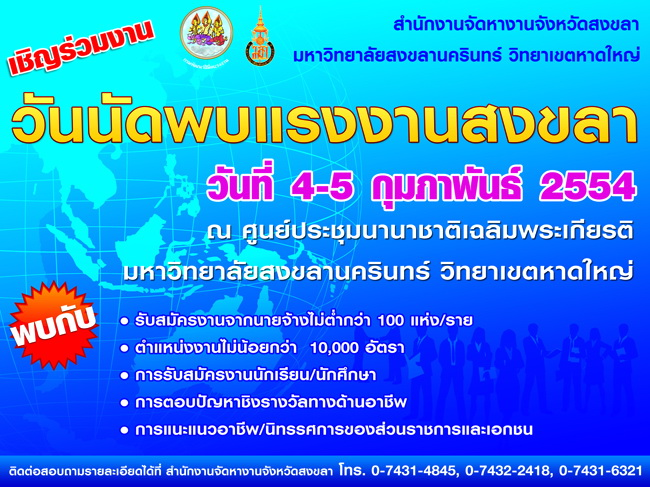 เชิญร่วมงาน
สำนักงานจัดหางานจังหวัดสงขลา
มหาวิทยาลัยสงขลานครินทร์ วิทยาเขตหาดใหญ่
วันนัดพบแรงงานสงขลา
วันที่ 4-5 กุมภาพันธ์ 2554
ณ ศูนย์ประชุมนานาชาติเฉลิมพระเกียรติ
มหาวิทยาลัยสงขลานครินทร์ วิทยาเขตหาดใหญ่
พบกับ
• รับสมัครงานจากนายจ้างไม่ต่ำกว่า 100 แห่ง/ราย
• ตำแหน่งงานไม่น้อยกว่า 10,000 อัตรา
• การรับสมัครงานนักเรียน/นักศึกษา
• การตอบปัญหาชิงรางวัลทางด้านอาชีพ
• การแนะแนวอาชีพ/นิทรรศการของส่วนราชการและเอกชน
ติดต่อสอบถามรายละเอียดได้ที่ สำนักงานจัดหางานจังหวัดสงขลา โทร. 0-7431-4845, 0-7432-2418, 0-7431-6321